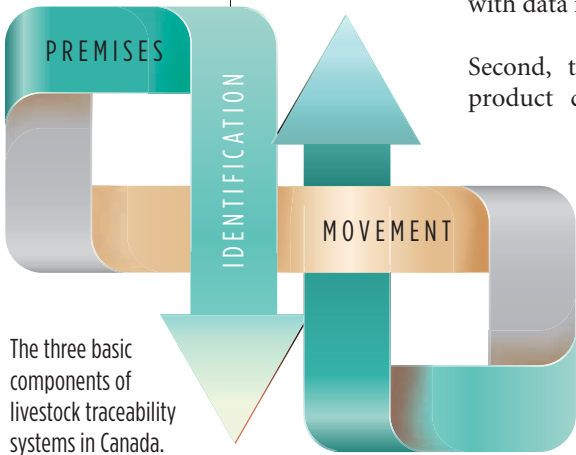 with data
Second, t
product c
PREMISES
IDENTIFICATION
MOVEMENT
The three basic
components of
livestock traceability
systems in Canada.